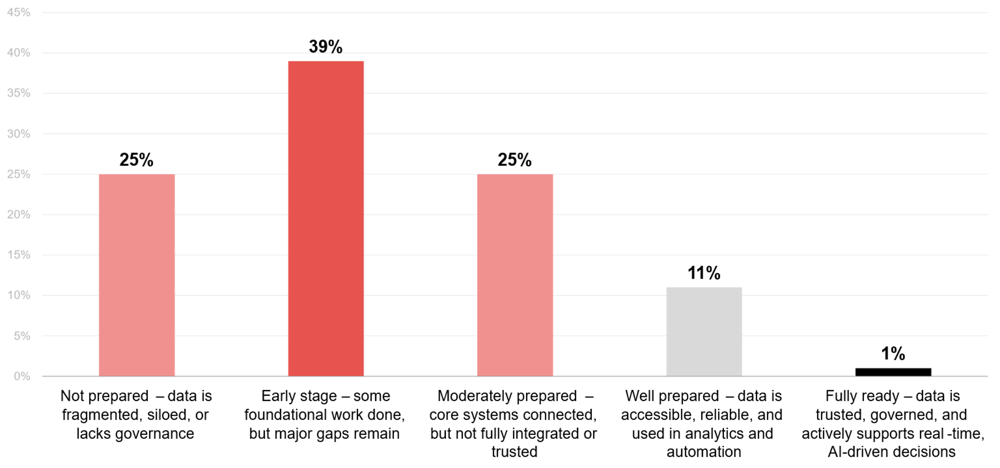 45%
40%
35%
30%
25%
20%
15%
10%
5%
0%
25%
39%
25%
11%
1%
Not prepared – data is
fragmented, siloed, or
lacks governance
Early stage – some
foundational work done,
but major gaps remain
Moderately prepared –
core systems connected,
but not fully integrated or
trusted
Well prepared – data is
accessible, reliable, and
used in analytics and
automation
Fully ready – data is
trusted, governed, and
actively supports real -time,
AI-driven decisions